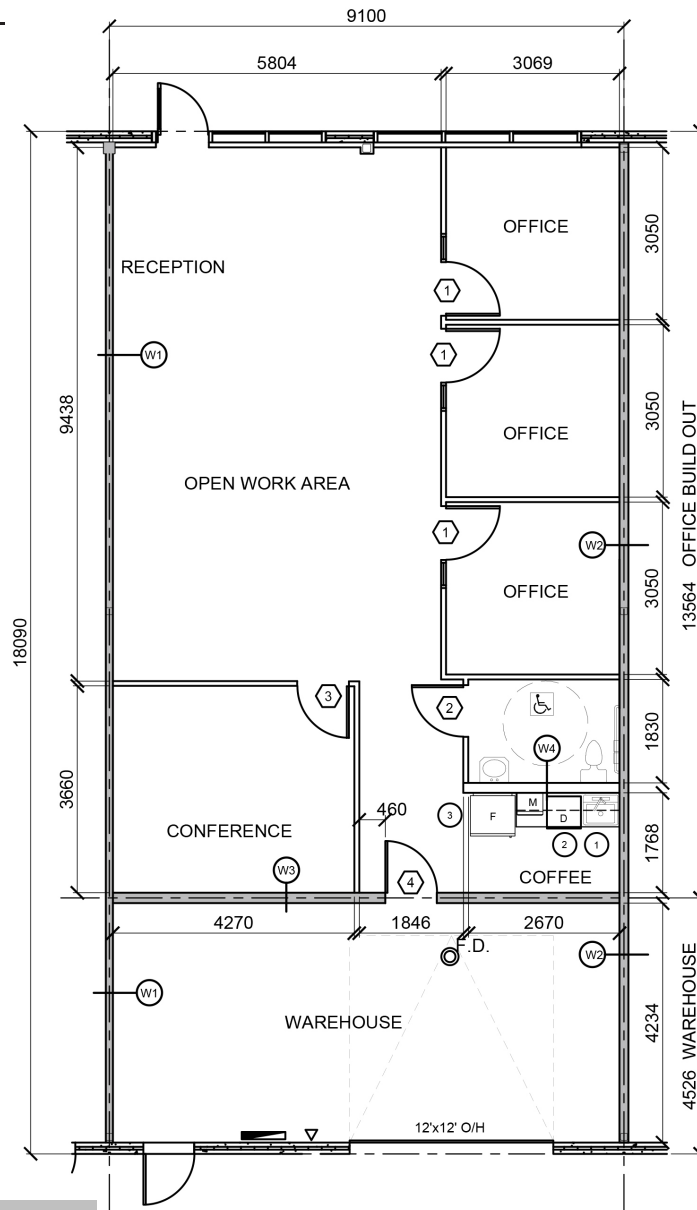 9100
5804
3069
OFFICE
3050
RECEPTION
1
W1
1
9438
3050
OFFICE
13564 OFFICE BUILD OUT
OPEN WORK AREA
1
W2
OFFICE
3050
18090
3
2
W4
1830
3660
460
3
F
M
D
1768
CONFERENCE
2
1
W3
4
COFFEE
4270
1846
2670
F.D.
W2
W1
4234
4526 WAREHOUSE
WAREHOUSE
12'x12' O/H